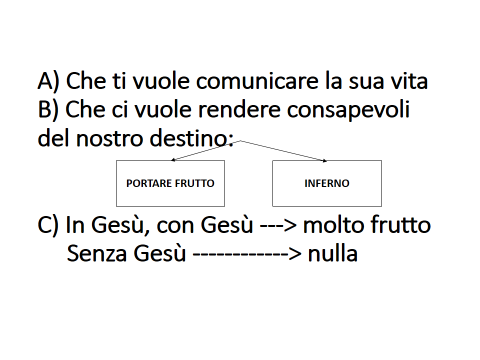 A) Che ti vuole comunicare la sua vita
B) Che ci vuole rendere consapevoli
del nostro destino:
PORTARE FRUTTO INFERNO
C) In Gesù, con Gesù ---> molto frutto
Senza Gesù ------------> nulla